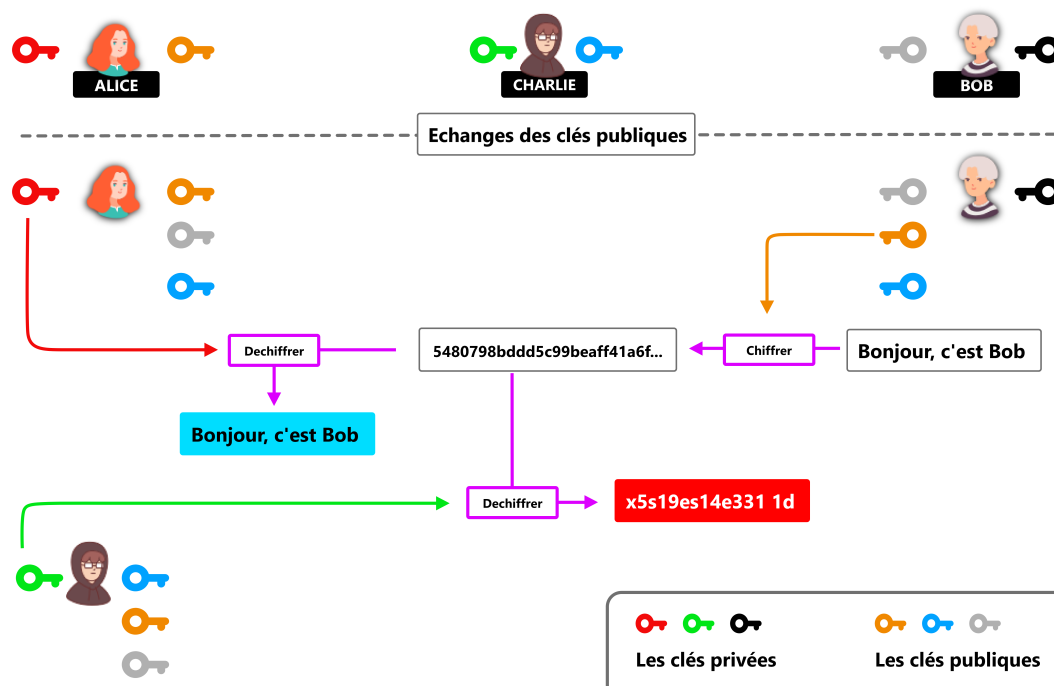 ALICE
CHARLIE
BOB
Echanges des clés publiques
Dechiffrer
5480798bddd5c99beaff41a6f...
Chiffrer
Bonjour, c'est Bob
Bonjour, c'est Bob
Dechiffrer
x5s19es14e331 1d
Les clés privées
Les clés publiques